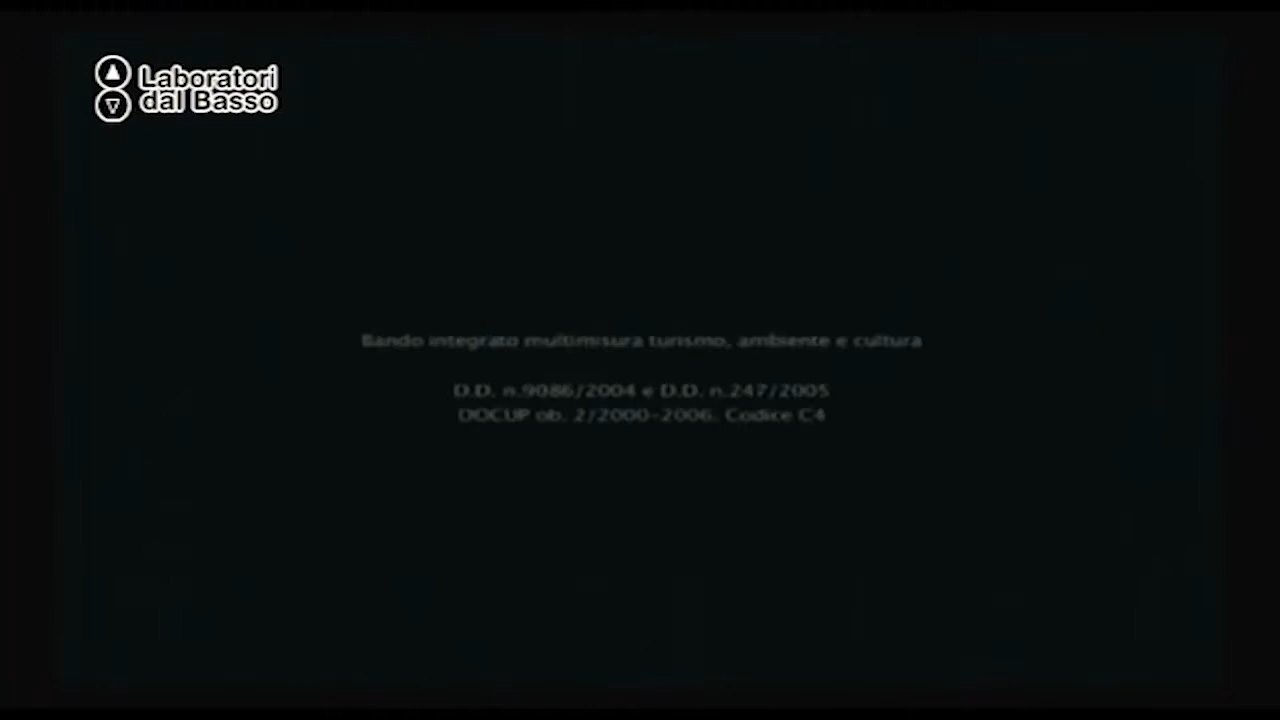 Laboratori
dal Basso
Bando integrato multimisura turismo, ambiente e cultura
D.D. n.9086/2004 e D.D. n.247/2005
DOCUP ob. 2/2000-2006. Codice C4